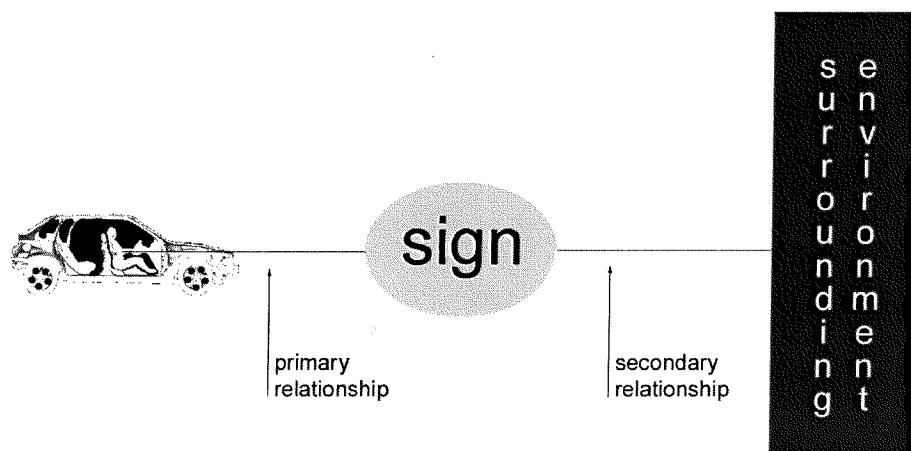 sign
primary
relationship
secondary
relationship
surrounding
environment